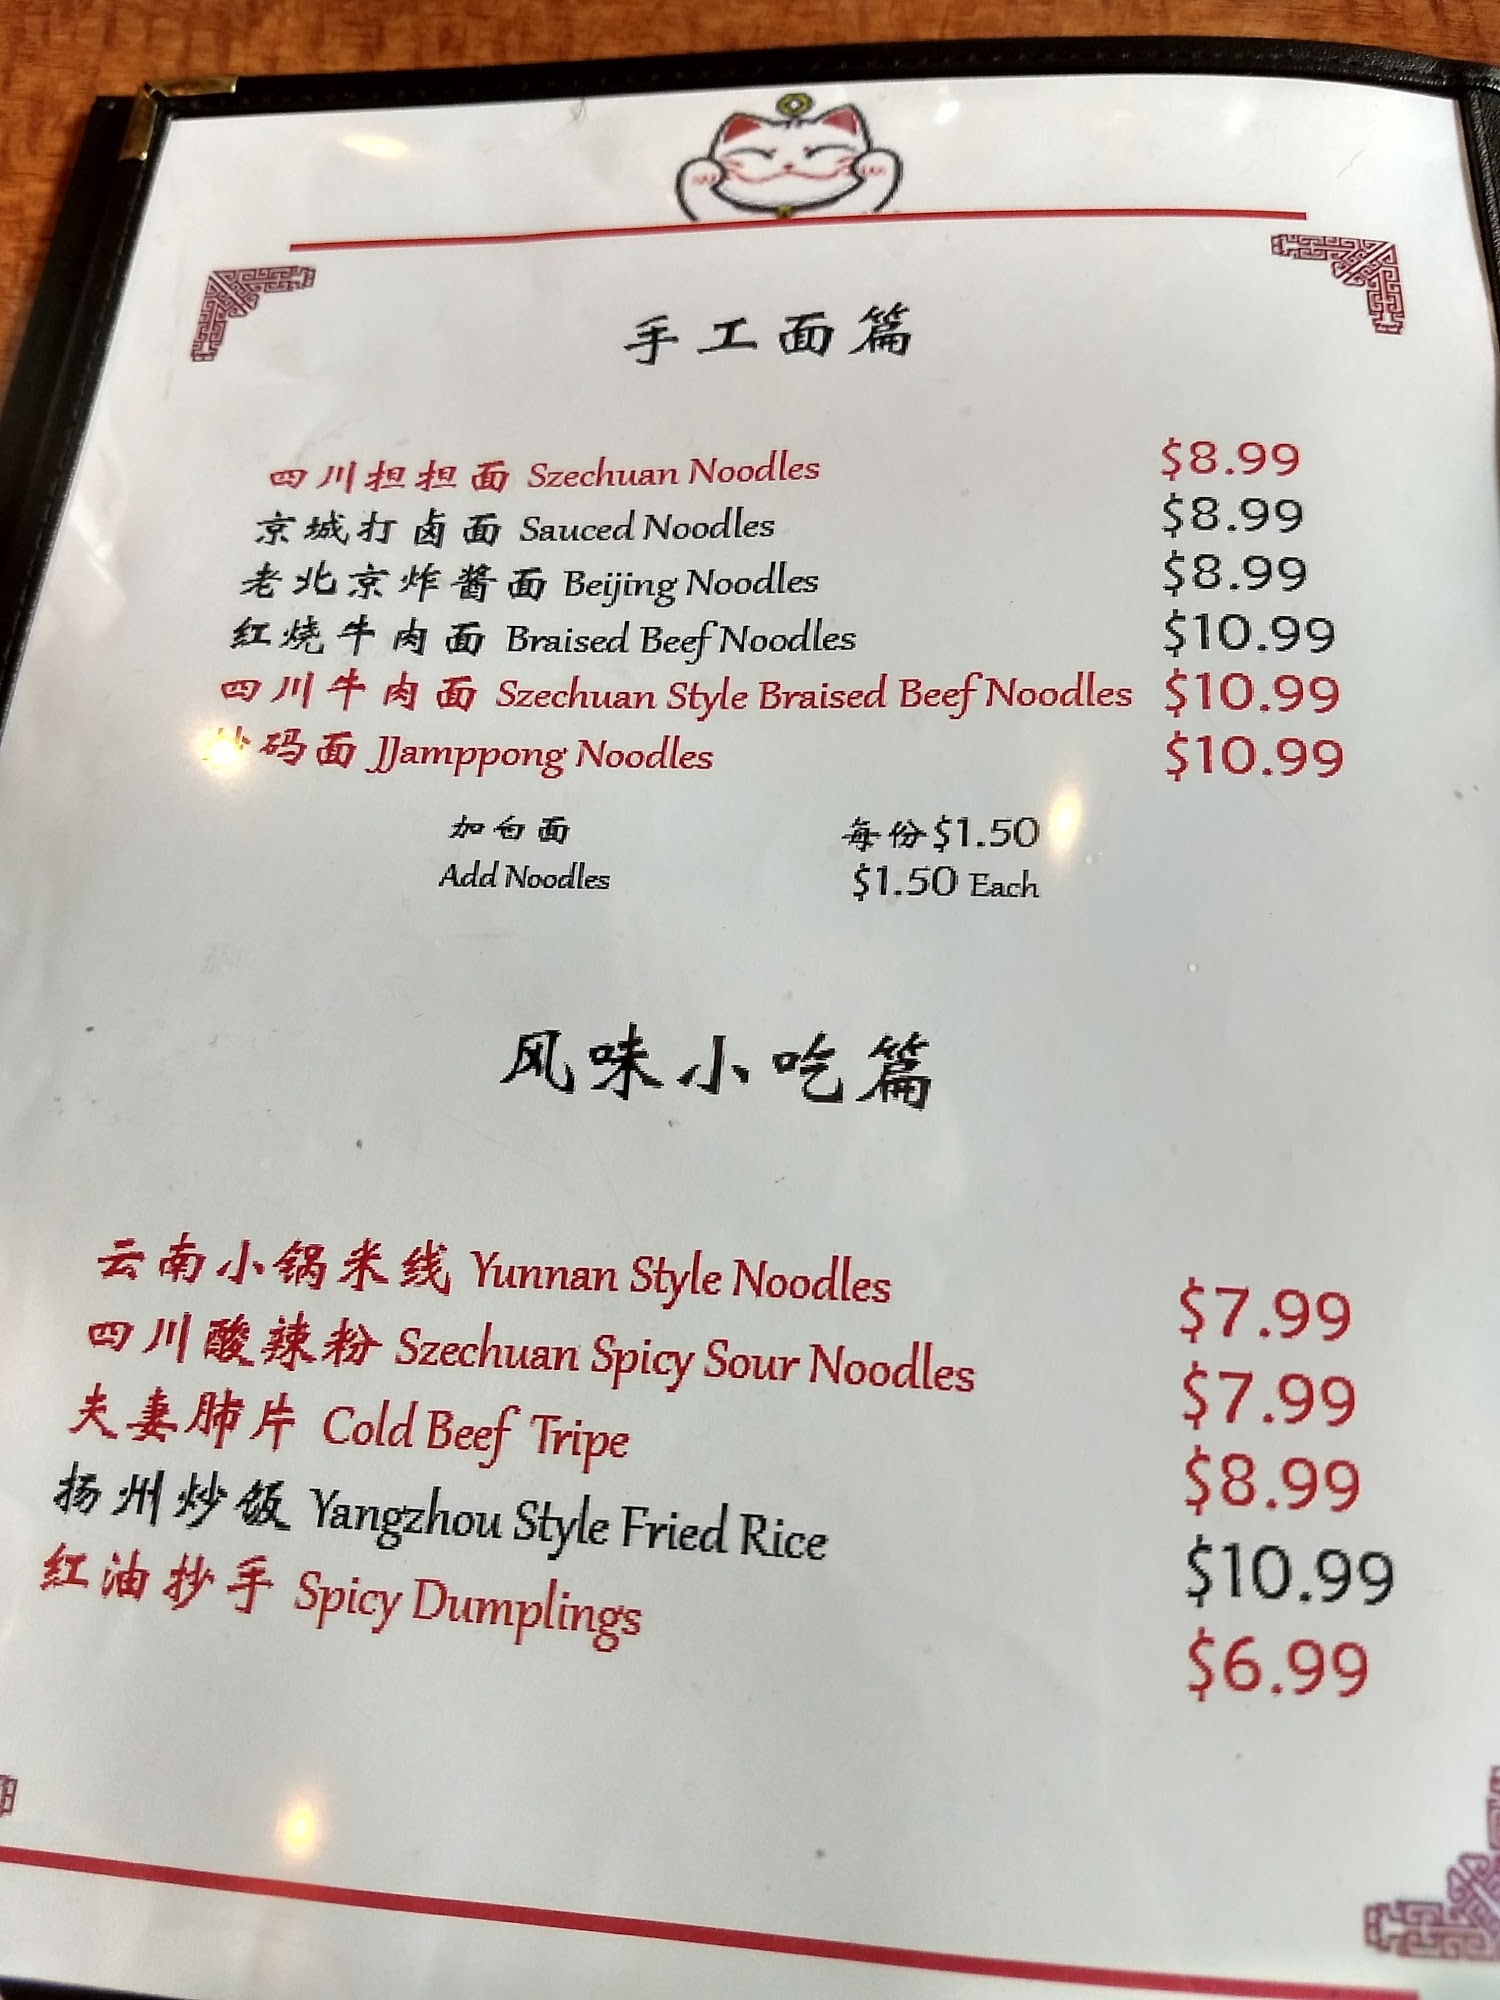 手工面篇
四川担担面 Szechuan Noodles $8.99
京城打卤面 Sauced Noodles $8.99
老北京炸酱面 Beijing Noodles $8.99
红烧牛肉面 Braised Beef Noodles $10.99
四川牛肉面 Szechuan Style Braised Beef Noodles $10.99
码面 JJamppong Noodles $10.99
加白面 每份$1.50
Add Noodles $1.50 Each
风味小吃篇
云南小锅米线 Yunnan Style Noodles $7.99
四川酸辣粉 Szechuan Spicy Sour Noodles $7.99
夫妻肺片 Cold Beef Tripe $8.99
扬州炒饭 Yangzhou Style Fried Rice $10.99
红油抄手 Spicy Dumplings $6.99